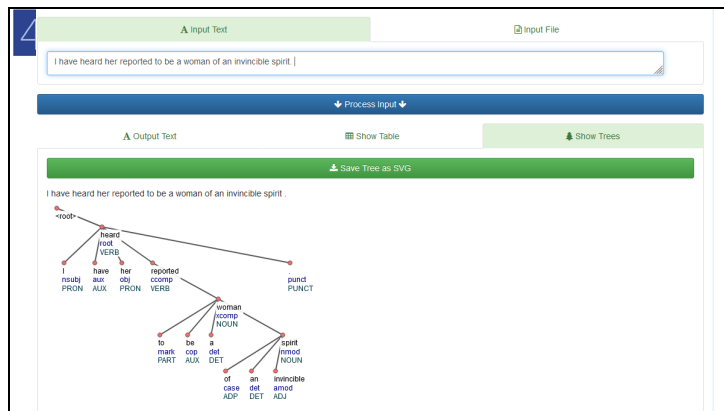 4
A Input Text
Input File
I have heard her reported to be a woman of an invincible spirit.
Process Input
A Output Text
Show Table
Show Trees
Save Tree as SVG
I have heard her reported to be a woman of an invincible spirit .
<root>
heard
root
VERB
I have her reported .
nsubj aux obj ccomp punct
PRON AUX PRON VERB PUNCT
woman
xcomp
NOUN
to be a spirit
mark cop det nmod
PART AUX DET NOUN
of an invincible
case det amod
ADP DET ADJ